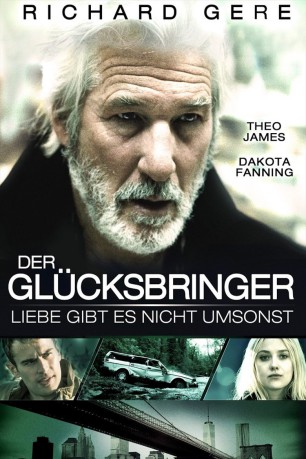 RICHARD GERE
THEO
JAMES
DAKOTA
FANNING
DER
GLÜCKSBRINGER
LIEBE GIBT ES NICHT UMSONST